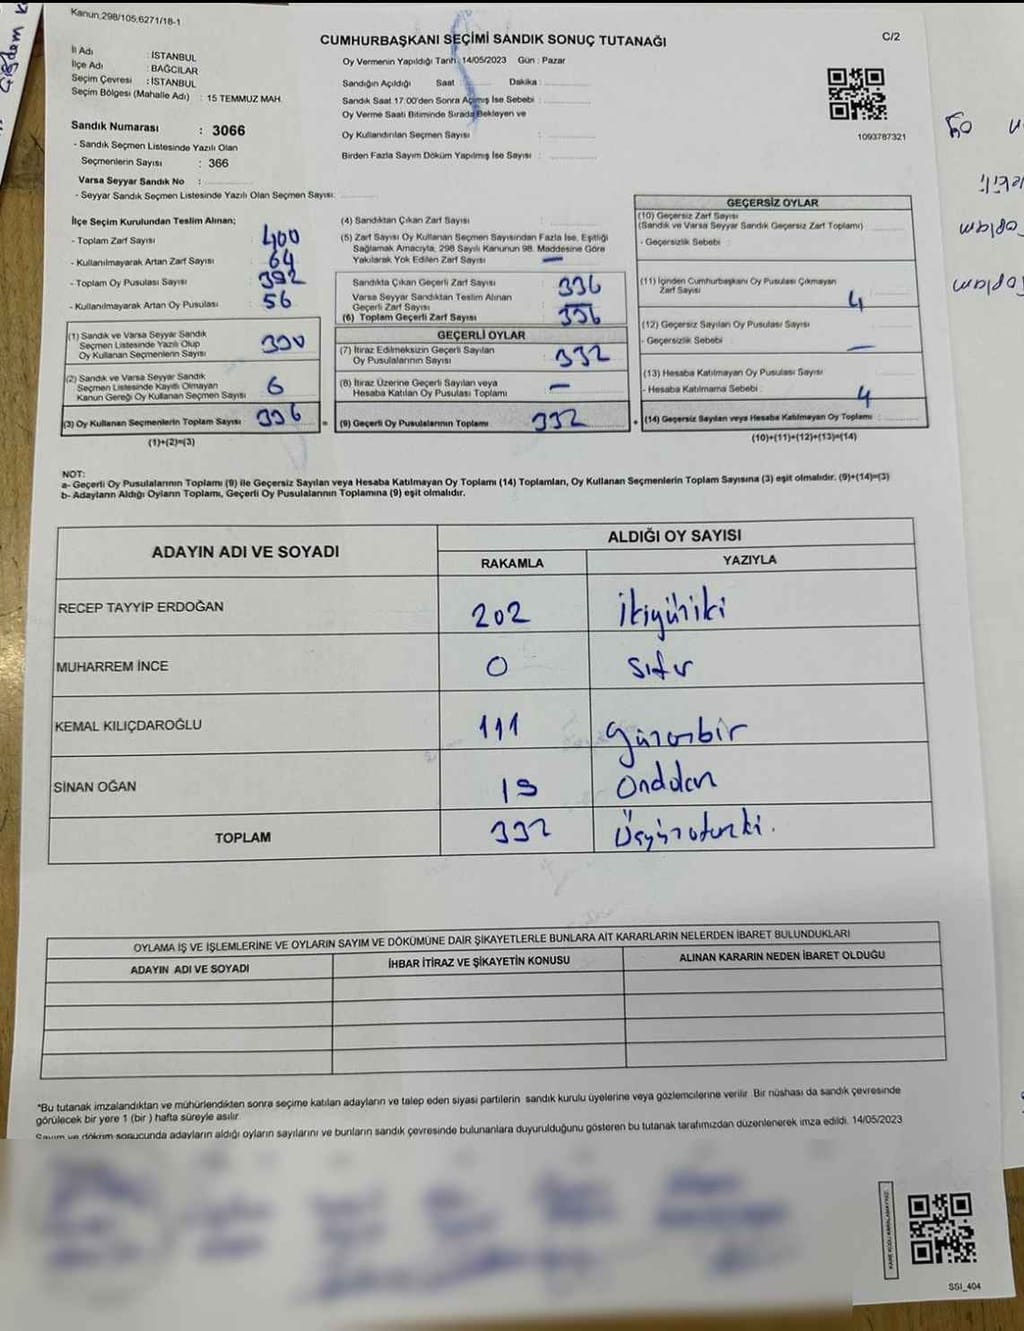 Kanun,298/105,6271/18-1
CUMHURBAŞKANI SEÇİMİ SANDIK SONUÇ TUTANAĞI
C/2
İl Adı : İSTANBUL
İlçe Adı : BAĞCILAR
Seçim Çevresi : İSTANBUL
Seçim Bölgesi (Mahalle Adı) : 15 TEMMUZ MAH.
Oy Vermenin Yapıldığı Tarih : 14/05/2023 Gün : Pazar
Sandığın Açıldığı Saat Dakika :
Sandık Saat 17:00'den Sonra Açılmış İse Sebebi :
Oy Verme Saati Bitiminde Sırada Bekleyen ve
Oy Kullandırılan Seçmen Sayısı :
Birden Fazla Sayım Döküm Yapılmış İse Sayısı :
1093787321
Sandık Numarası : 3066
- Sandık Seçmen Listesinde Yazılı Olan
Seçmenlerin Sayısı : 366
Varsa Seyyar Sandık No :
- Seyyar Sandık Seçmen Listesinde Yazılı Olan Seçmen Sayısı:
İlçe Seçim Kurulundan Teslim Alınan;
- Toplam Zarf Sayısı 400
- Kullanılmayarak Artan Zarf Sayısı 64
- Toplam Oy Pusulası Sayısı 392
- Kullanılmayarak Artan Oy Pusulası 56
(1) Sandık ve Varsa Seyyar Sandık
Seçmen Listesinde Yazılı Olup
Oy Kullanan Seçmenlerin Sayısı 330
(2) Sandık ve Varsa Seyyar Sandık
Seçmen Listesinde Kayıtlı Olmayan
Kanun Gereği Oy Kullanan Seçmen Sayısı 6
(3) Oy Kullanan Seçmenlerin Toplam Sayısı 336
(1)+(2)=(3)
(4) Sandıktan Çıkan Zarf Sayısı :
(5) Zarf Sayısı Oy Kullanan Seçmen Sayısından Fazla İse, Eşitliği
Sağlamak Amacıyla, 298 Sayılı Kanunun 98. Maddesine Göre
Yakılarak Yok Edilen Zarf Sayısı —
Sandıkta Çıkan Geçerli Zarf Sayısı 336
Varsa Seyyar Sandıktan Teslim Alınan
Geçerli Zarf Sayısı —
(6) Toplam Geçerli Zarf Sayısı 336
GEÇERLİ OYLAR
(7) İtiraz Edilmeksizin Geçerli Sayılan
Oy Pusulalarının Sayısı 332
(8) İtiraz Üzerine Geçerli Sayılan veya
Hesaba Katılan Oy Pusulası Toplamı —
= (9) Geçerli Oy Pusulalarının Toplamı 332
GEÇERSİZ OYLAR
(10) Geçersiz Zarf Sayısı
(Sandık ve Varsa Seyyar Sandık Geçersiz Zarf Toplamı) :
- Geçersizlik Sebebi :
(11) İçinden Cumhurbaşkanı Oy Pusulası Çıkmayan
Zarf Sayısı 4
(12) Geçersiz Sayılan Oy Pusulası Sayısı :
- Geçersizlik Sebebi : —
(13) Hesaba Katılmayan Oy Pusulası Sayısı :
- Hesaba Katılmama Sebebi :
+ (14) Geçersiz Sayılan veya Hesaba Katılmayan Oy Toplamı : 4
(10)+(11)+(12)+(13)=(14)
NOT:
a- Geçerli Oy Pusulalarının Toplamı (9) ile Geçersiz Sayılan veya Hesaba Katılmayan Oy Toplamı (14) Toplamları, Oy Kullanan Seçmenlerin Toplam Sayısına (3) eşit olmalıdır. (9)+(14)=(3)
b- Adayların Aldığı Oyların Toplamı, Geçerli Oy Pusulalarının Toplamına (9) eşit olmalıdır.
ADAYIN ADI VE SOYADI
ALDIĞI OY SAYISI
RAKAMLA YAZIYLA
RECEP TAYYİP ERDOĞAN 202 ikiyüziki
MUHARREM İNCE 0 sıfır
KEMAL KILIÇDAROĞLU 111 yüzonbir
SİNAN OĞAN 19 Ondokuz
TOPLAM 332 Üçyüzotuziki.
OYLAMA İŞ VE İŞLEMLERİNE VE OYLARIN SAYIM VE DÖKÜMÜNE DAİR ŞİKAYETLERLE BUNLARA AİT KARARLARIN NELERDEN İBARET BULUNDUKLARI
ADAYIN ADI VE SOYADI İHBAR İTİRAZ VE ŞİKAYETİN KONUSU ALINAN KARARIN NEDEN İBARET OLDUĞU
*Bu tutanak imzalandıktan ve mühürlendikten sonra seçime katılan adayların ve talep eden siyasi partilerin sandık kurulu üyelerine veya gözlemcilerine verilir. Bir nüshası da sandık çevresinde
görülecek bir yere 1 (bir ) hafta süreyle asılır.
Sayım ve döküm sonucunda adayların aldığı oyların sayılarını ve bunların sandık çevresinde bulunanlara duyurulduğunu gösteren bu tutanak tarafımızdan düzenlenerek imza edildi. 14/05/2023
SSI_404
Çiğdem
oy
Toplam
Toplam